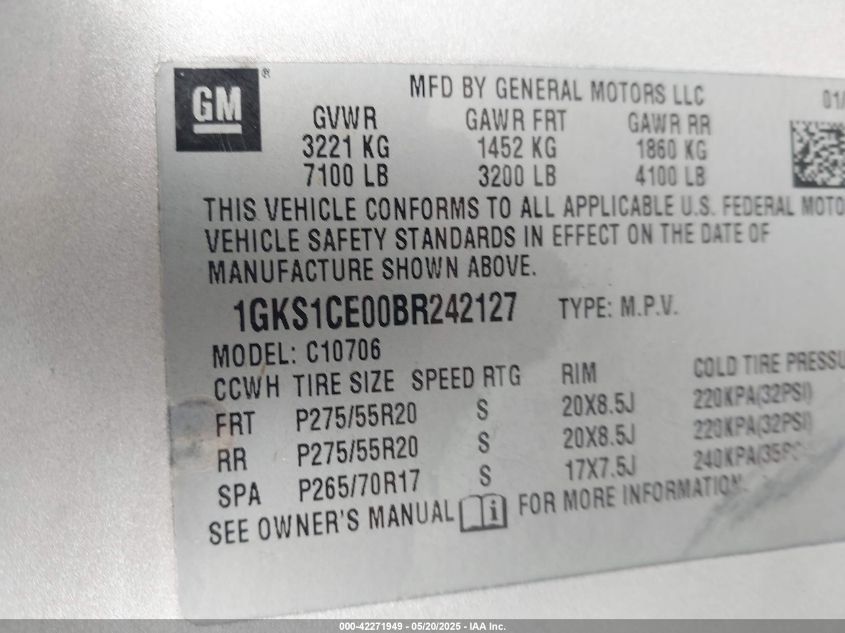 GM®
MFD BY GENERAL MOTORS LLC 01/
GVWR GAWR FRT GAWR RR
3221 KG 1452 KG 1860 KG
7100 LB 3200 LB 4100 LB
THIS VEHICLE CONFORMS TO ALL APPLICABLE U.S. FEDERAL MOTO
VEHICLE SAFETY STANDARDS IN EFFECT ON THE DATE OF
MANUFACTURE SHOWN ABOVE.
1GKS1CE00BR242127 TYPE: M.P.V.
MODEL: C10706
CCWH TIRE SIZE SPEED RTG RIM COLD TIRE PRESSU
FRT P275/55R20 S 20X8.5J 220KPA(32PSI)
RR P275/55R20 S 20X8.5J 220KPA(32PSI)
SPA P265/70R17 S 17X7.5J 240KPA(35P
SEE OWNER'S MANUAL FOR MORE INFORMATION.
000-42271949 - 05/20/2025 - IAA Inc.